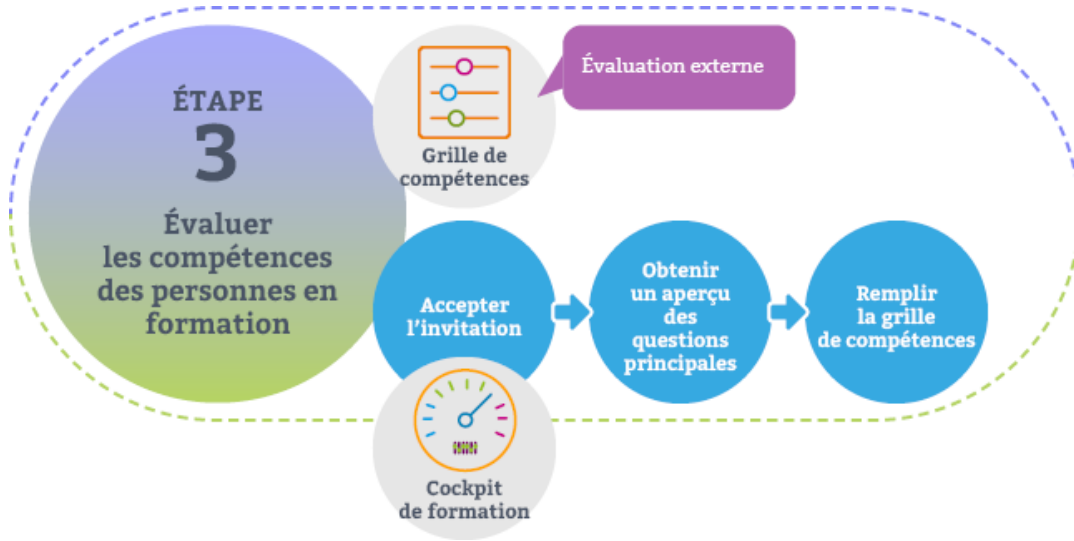 ÉTAPE
3
Évaluer
les compétences
des personnes en
formation
Grille de
compétences
Évaluation externe
Accepter
l'invitation
Obtenir
un aperçu
des
questions
principales
Remplir
la grille
de compétences
Cockpit
de formation